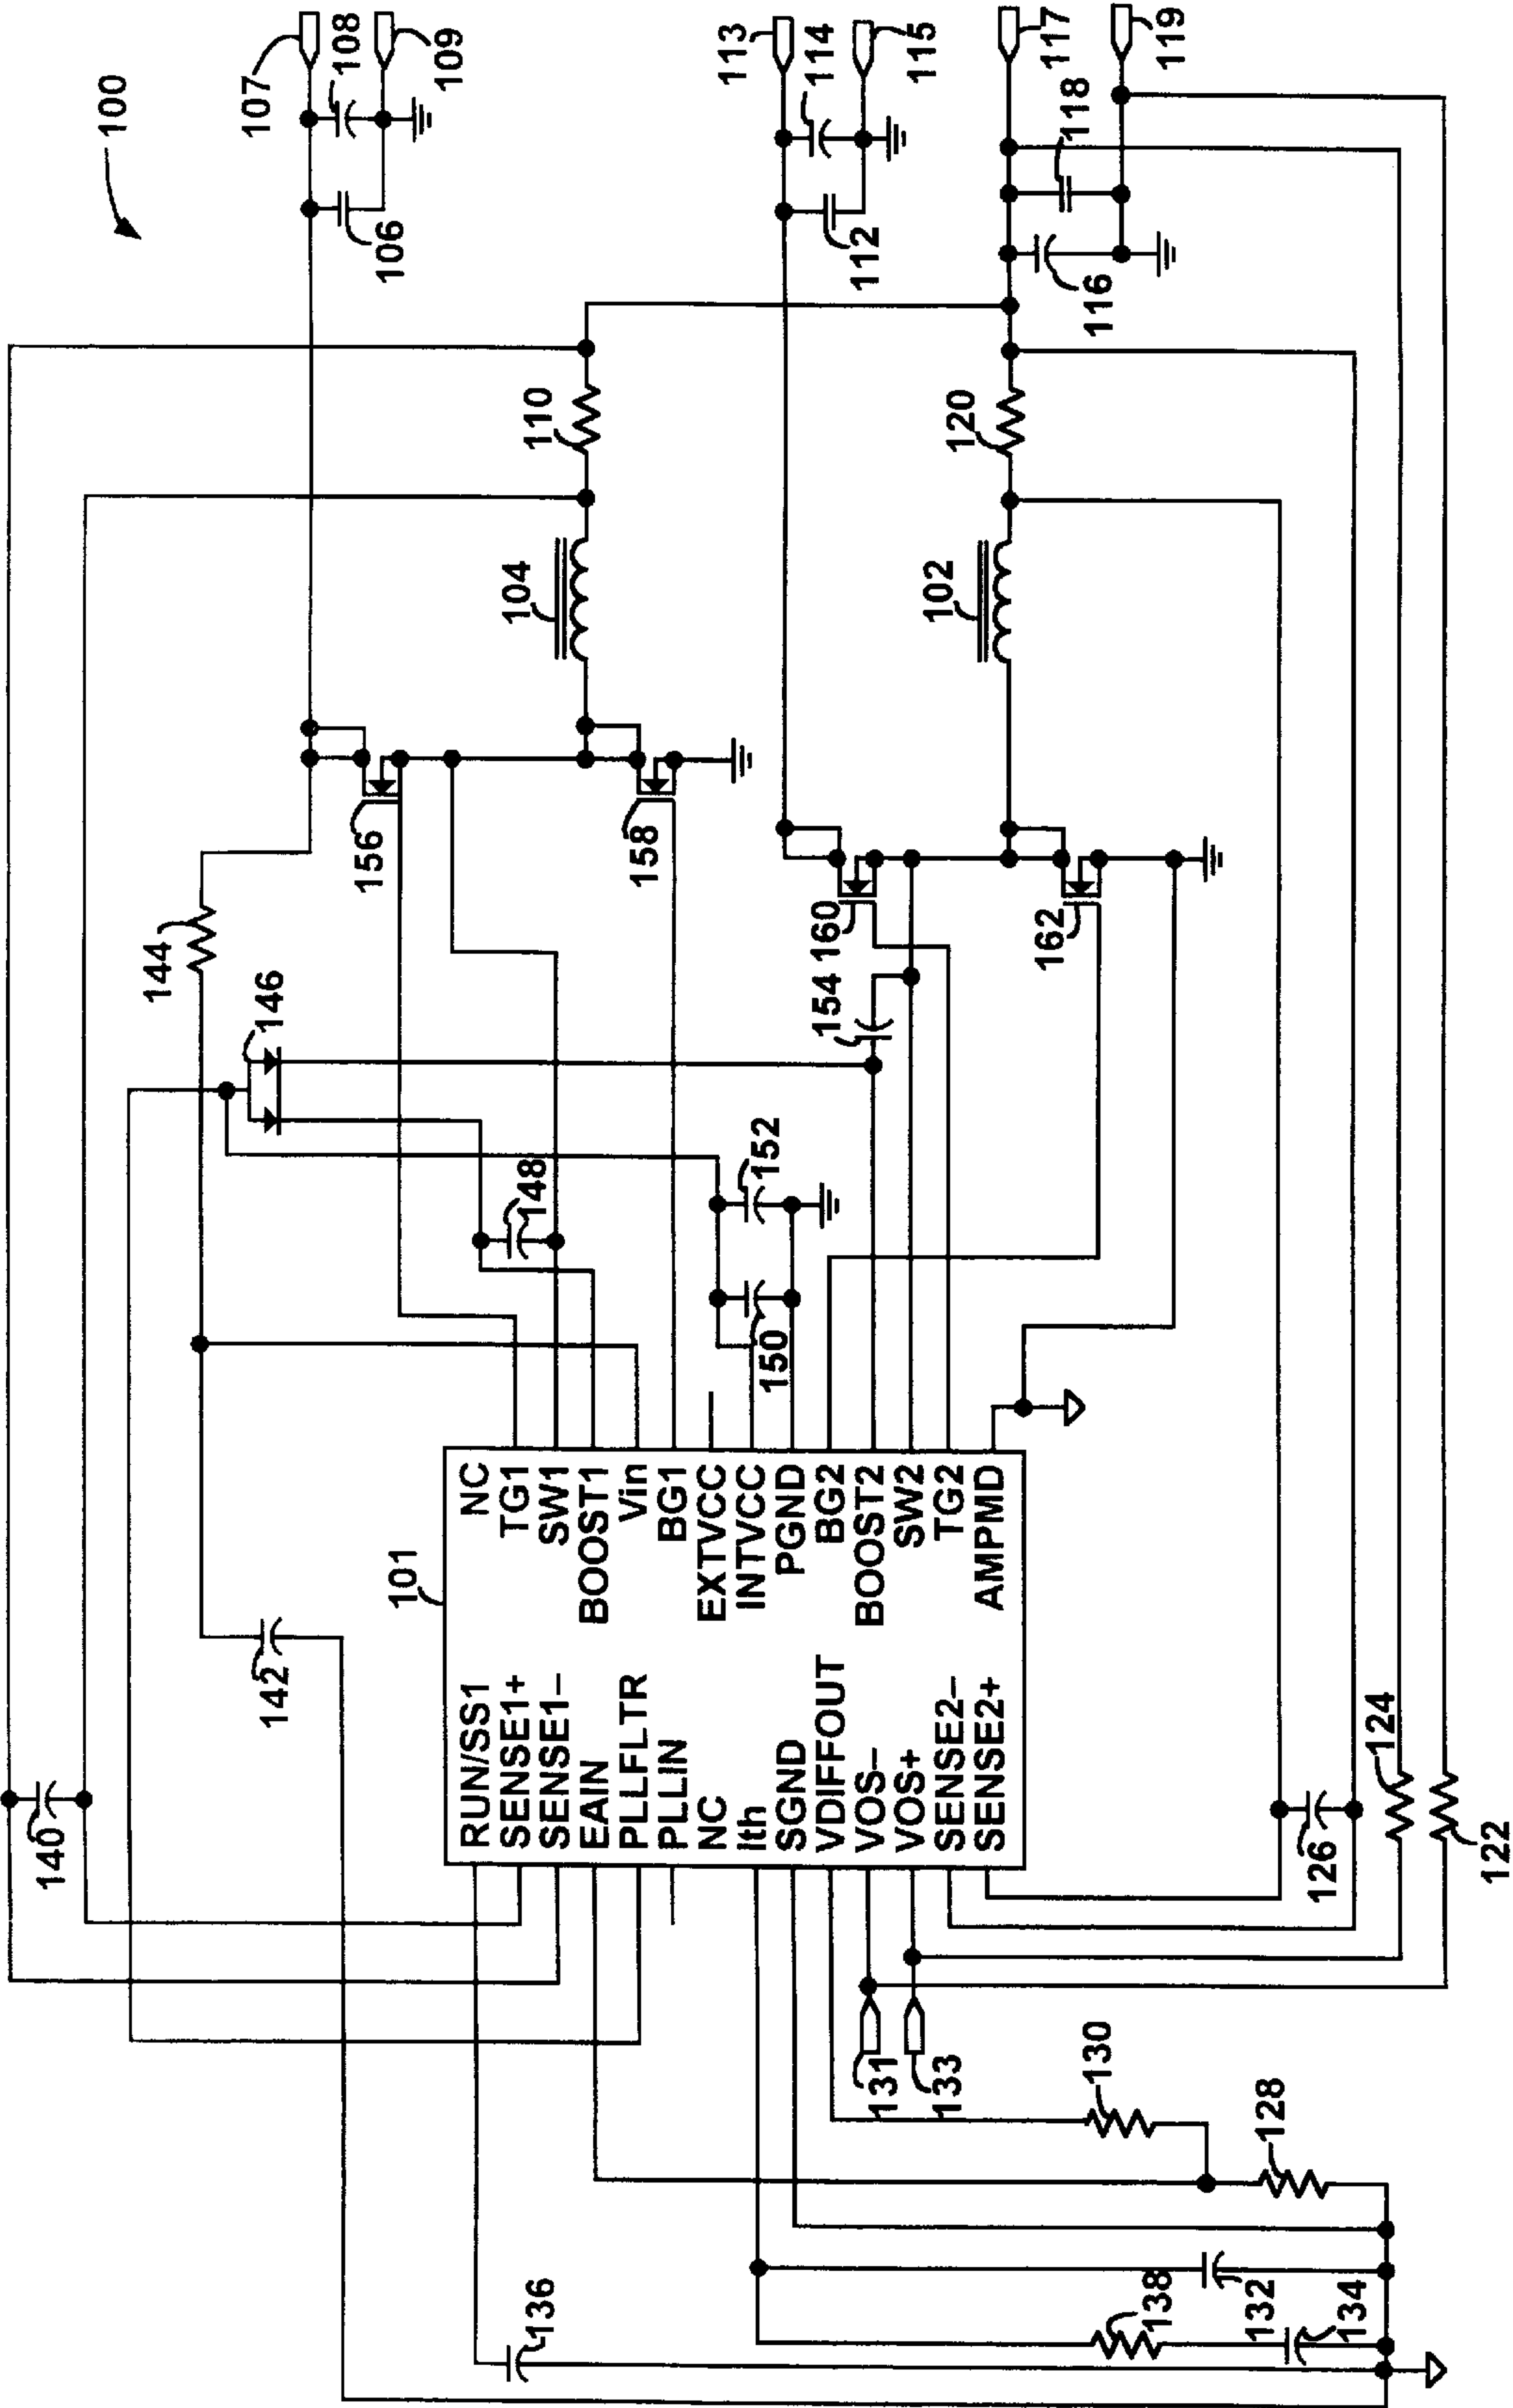 100
107
108
109
106
113
114
115
112
117
119
118
116
110
120
104
102
156
158
160
162
144
146
148
152
150
154
101
NC
TG1
SW1
BOOST1
Vin
BG1
EXTVCC
INTVCC
PGND
BG2
BOOST2
SW2
TG2
AMPMD
RUN/SS1
SENSE1+
SENSE1–
EAIN
PLLFLTR
PLLIN
NC
Ith
SGND
VDIFFOUT
VOS–
VOS+
SENSE2–
SENSE2+
142
140
126
124
122
131
133
130
128
136
138
132
134